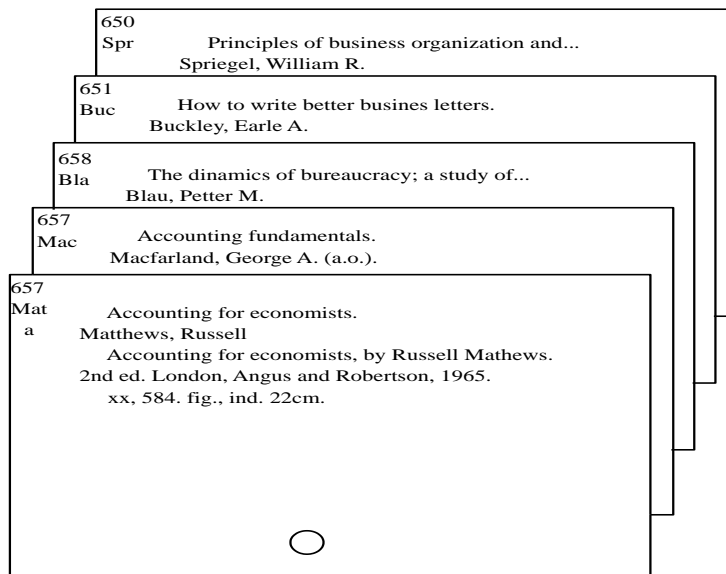 650
Spr
Principles of business organization and...
Spriegel, William R.
651
Buc
How to write better busines letters.
Buckley, Earle A.
658
Bla
The dinamics of bureaucracy; a study of...
Blau, Petter M.
657
Mac
Accounting fundamentals.
Macfarland, George A. (a.o.).
657
Mat
a
Accounting for economists.
Matthews, Russell
Accounting for economists, by Russell Mathews.
2nd ed. London, Angus and Robertson, 1965.
xx, 584. fig., ind. 22cm.